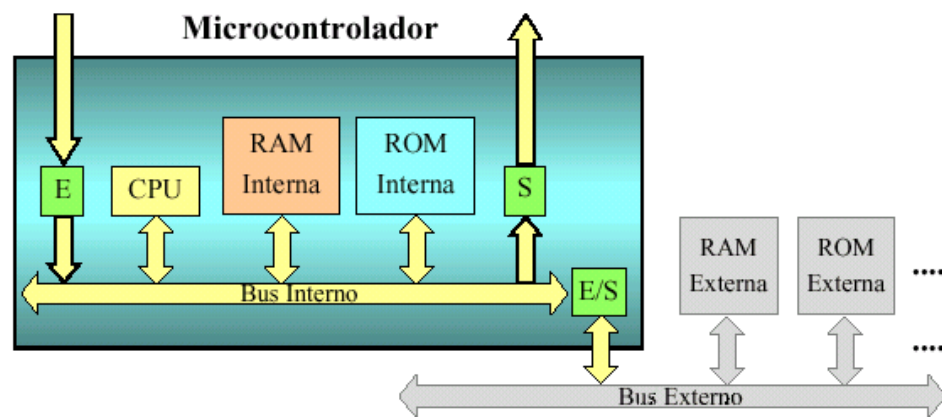 Microcontrolador
E
CPU
RAM
Interna
ROM
Interna
S
Bus Interno
E/S
RAM
Externa
ROM
Externa
....
....
Bus Externo